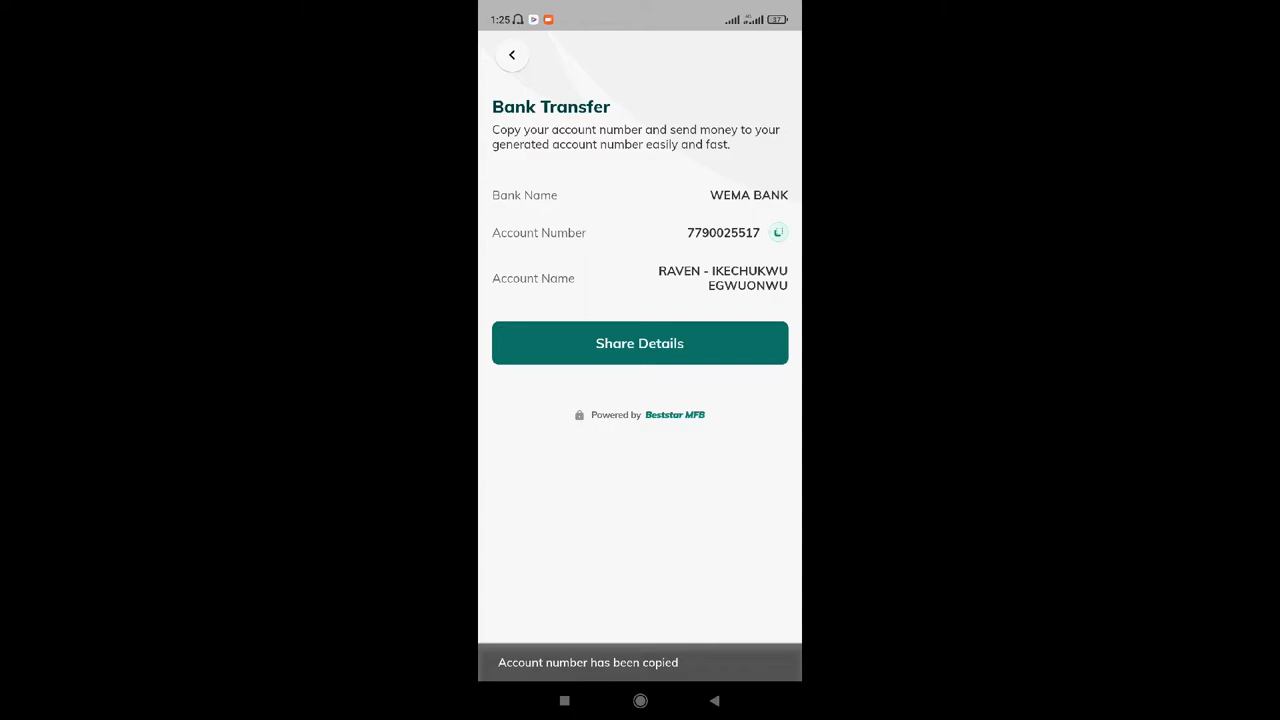 1:25
4G
37
Bank Transfer
Copy your account number and send money to your
generated account number easily and fast.
Bank Name WEMA BANK
Account Number 7790025517
Account Name RAVEN - IKECHUKWU
EGWUONWU
Share Details
Powered by Beststar MFB
Account number has been copied